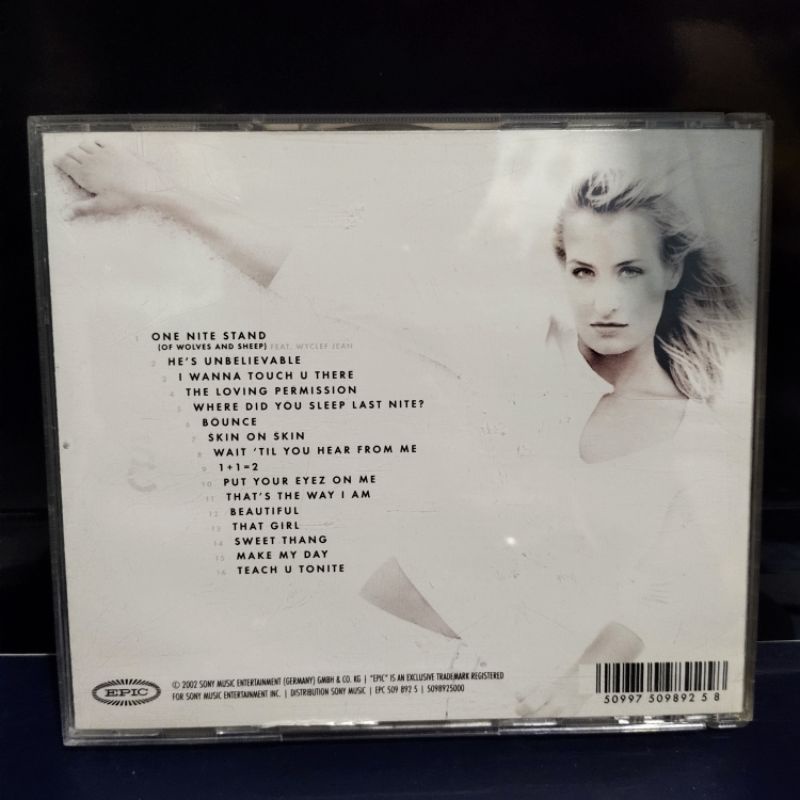 1 ONE NITE STAND
(OF WOLVES AND SHEEP) FEAT. WYCLEF JEAN
2 HE'S UNBELIEVABLE
3 I WANNA TOUCH U THERE
4 THE LOVING PERMISSION
5 WHERE DID YOU SLEEP LAST NITE?
6 BOUNCE
7 SKIN ON SKIN
8 WAIT 'TIL YOU HEAR FROM ME
9 1+1=2
10 PUT YOUR EYEZ ON ME
11 THAT'S THE WAY I AM
12 BEAUTIFUL
13 THAT GIRL
14 SWEET THANG
15 MAKE MY DAY
16 TEACH U TONITE
EPIC
© 2002 SONY MUSIC ENTERTAINMENT (GERMANY) GMBH & CO. KG | "EPIC" IS AN EXCLUSIVE TRADEMARK REGISTERED
FOR SONY MUSIC ENTERTAINMENT INC. | DISTRIBUTION SONY MUSIC | EPC 509 892 5 | 5098925000
50997 509892 5 8